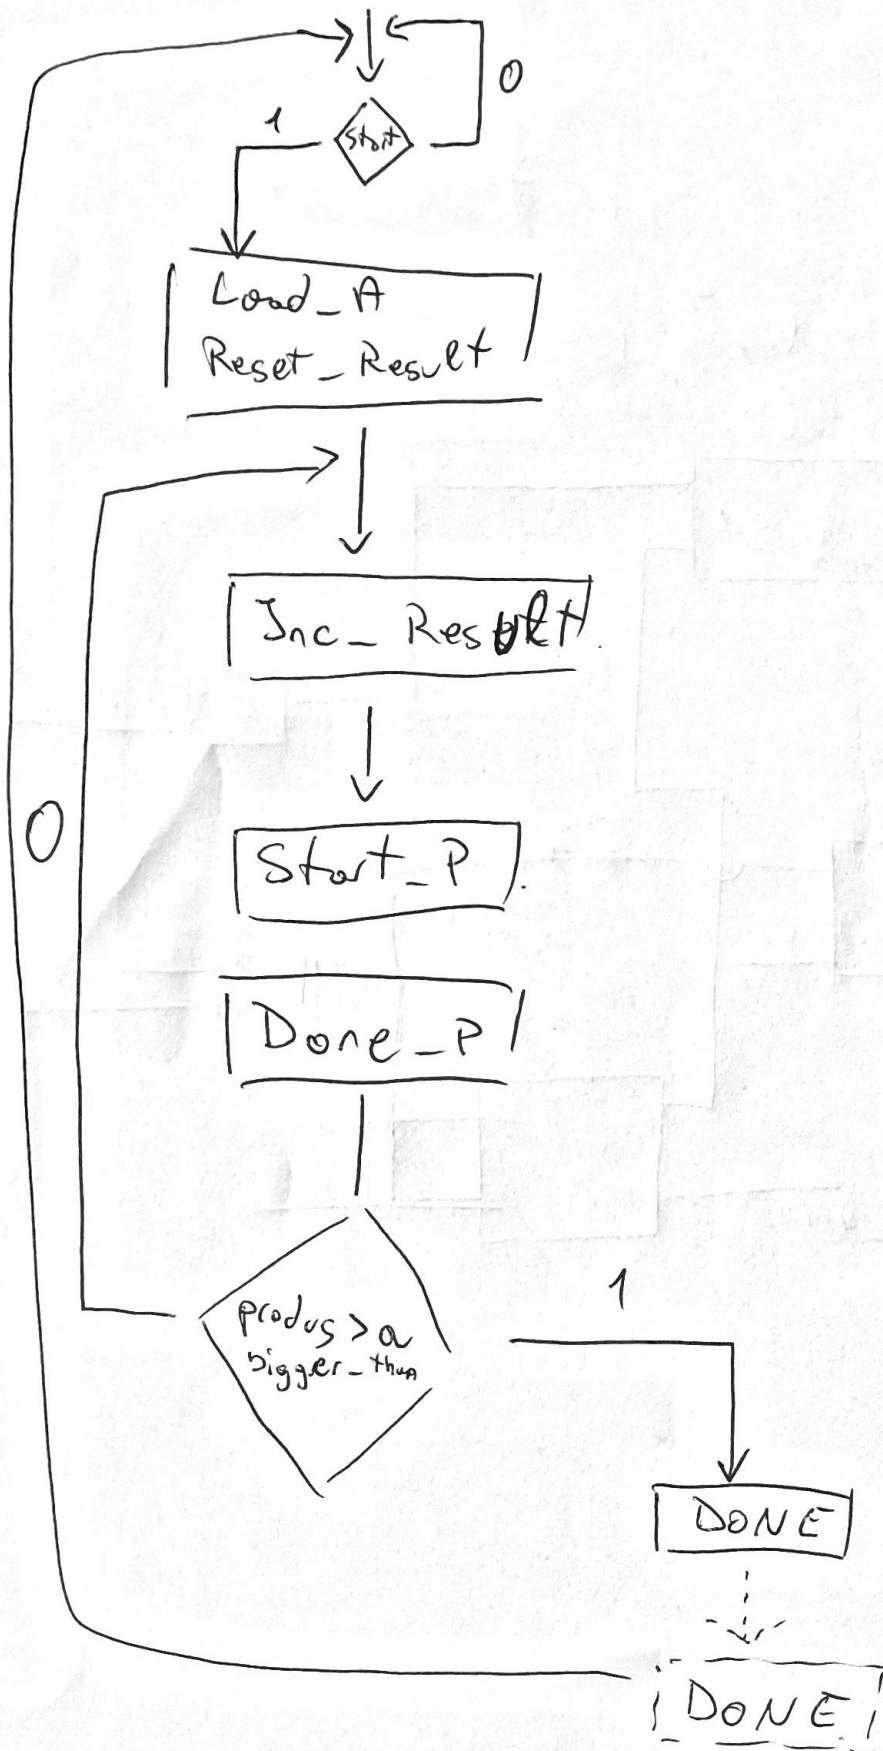 0
1
Start
Load_A
Reset_Result
Inc_Result
0
Start_P
Done_P
produs > a
bigger_than
1
DONE
DONE